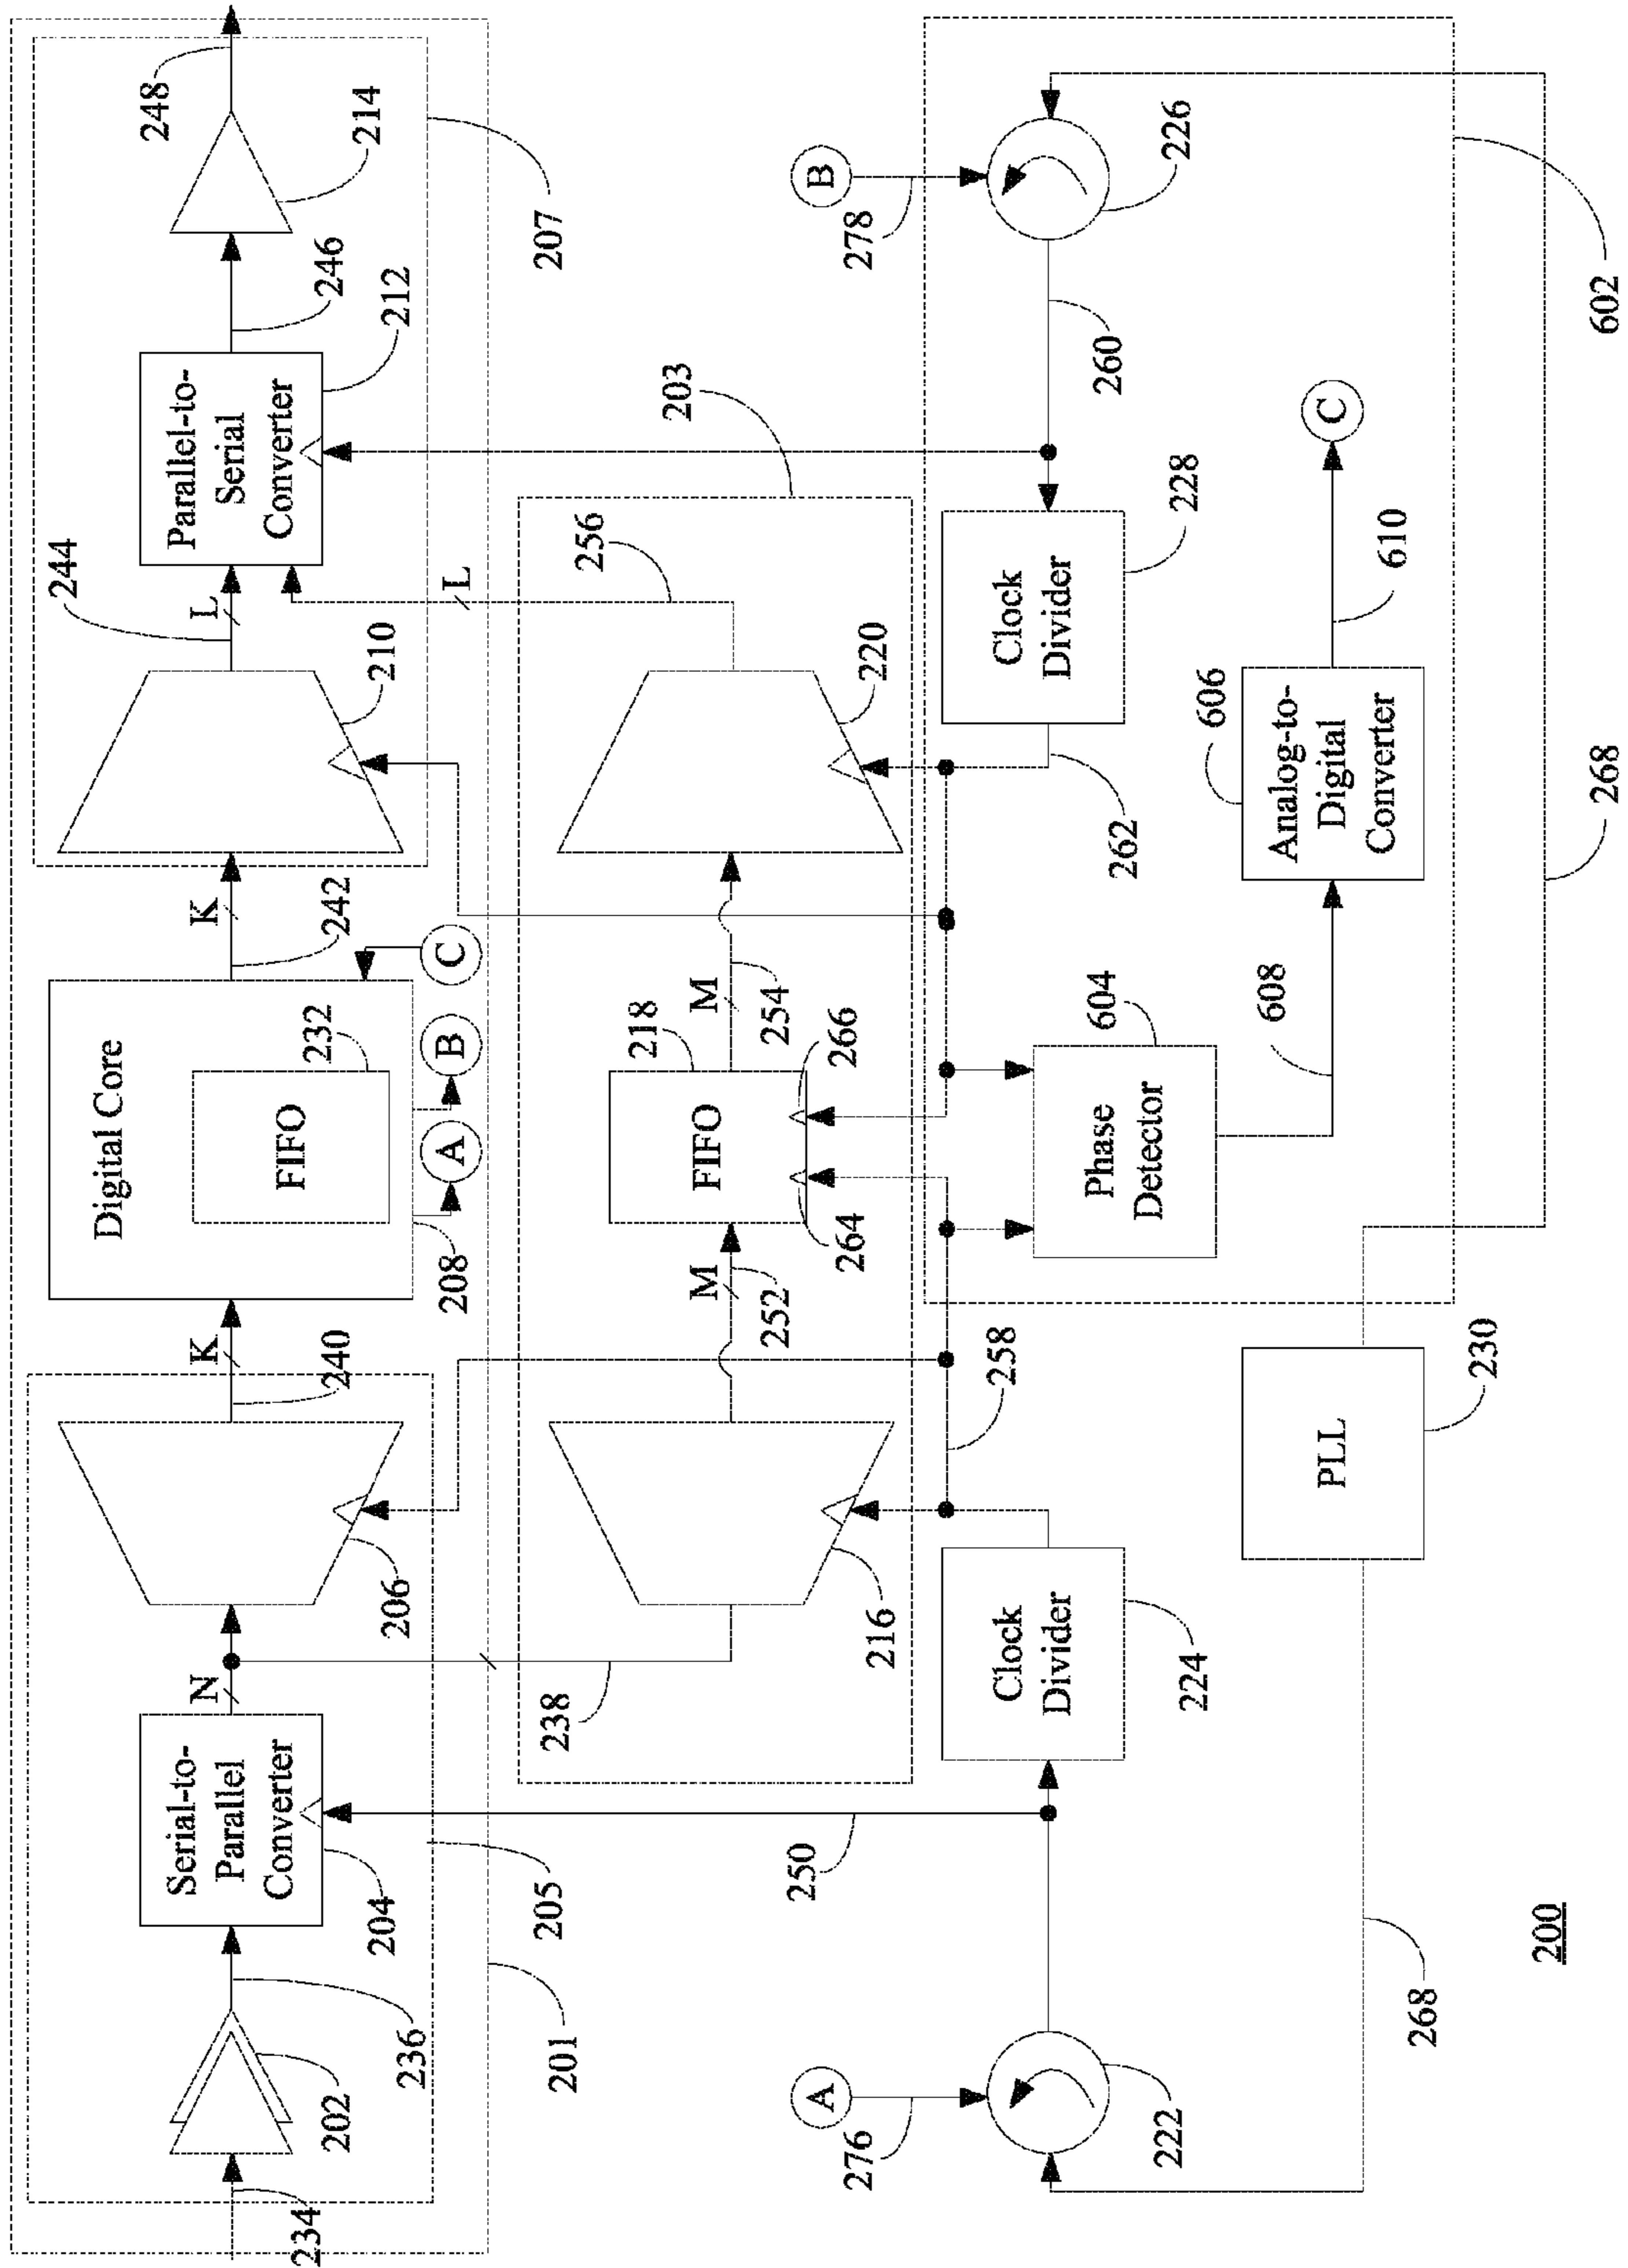 234
202
236
Serial-to-
Parallel
Converter
204
N
206
K
240
Digital Core
FIFO
232
208
A
B
C
K
242
210
L
244
Parallel-to-
Serial
Converter
212
246
214
248
201
205
207
238
216
M
252
FIFO
218
264
266
M
254
220
L
256
203
250
258
262
260
A
276
222
Clock
Divider
224
Phase
Detector
604
Clock
Divider
228
B
278
226
268
PLL
230
608
Analog-to-
Digital
Converter
606
610
C
268
602
200